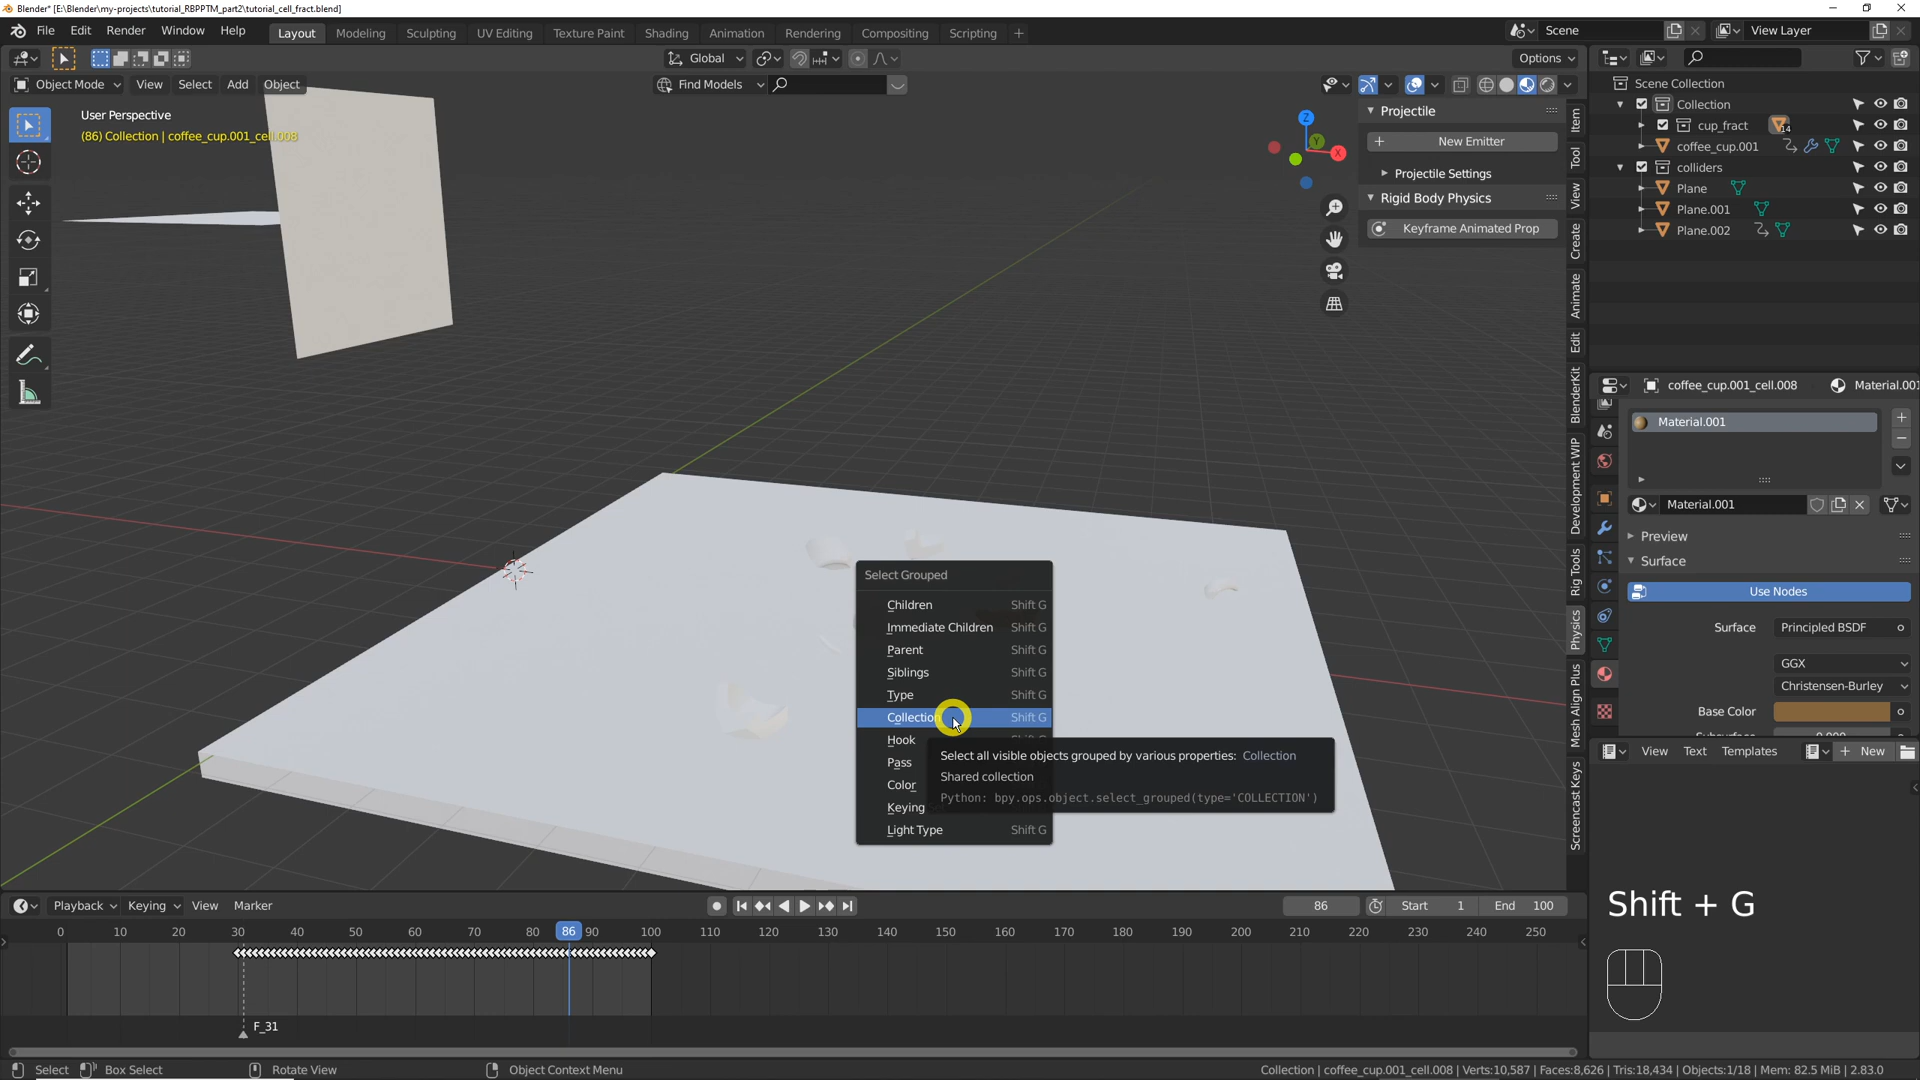 Blender* [E:\Blender\my-projects\tutorial_RBPPTM_part2\tutorial_cell_fract.blend]
File Edit Render Window Help Layout Modeling Sculpting UV Editing Texture Paint Shading Animation Rendering Compositing Scripting + Scene View Layer
Global Options
Object Mode View Select Add Object Find Models
User Perspective
(86) Collection | coffee_cup.001_cell.008
Z
Y
X
Projectile
New Emitter
Projectile Settings
Rigid Body Physics
Keyframe Animated Prop
Item
Tool
View
Create
Animate
Edit
BlenderKit
Development WIP
Rig Tools
Physics
Mesh Align Plus
Screencast Keys
Scene Collection
Collection
cup_fract 14
coffee_cup.001
colliders
Plane
Plane.001
Plane.002
coffee_cup.001_cell.008 Material.001
Material.001
Material.001
Preview
Surface
Use Nodes
Surface Principled BSDF
GGX
Christensen-Burley
Base Color
View Text Templates New
Select Grouped
Children Shift G
Immediate Children Shift G
Parent Shift G
Siblings Shift G
Type Shift G
Collection Shift G
Hook
Pass
Color
Keying
Light Type Shift G
Select all visible objects grouped by various properties: Collection
Shared collection
Python: bpy.ops.object.select_grouped(type='COLLECTION')
Shift + G
Playback Keying View Marker 86 Start 1 End 100
0 10 20 30 40 50 60 70 80 86 90 100 110 120 130 140 150 160 170 180 190 200 210 220 230 240 250
F_31
Select Box Select Rotate View Object Context Menu Collection | coffee_cup.001_cell.008 | Verts:10,587 | Faces:8,626 | Tris:18,434 | Objects:1/18 | Mem: 82.5 MiB | 2.83.0